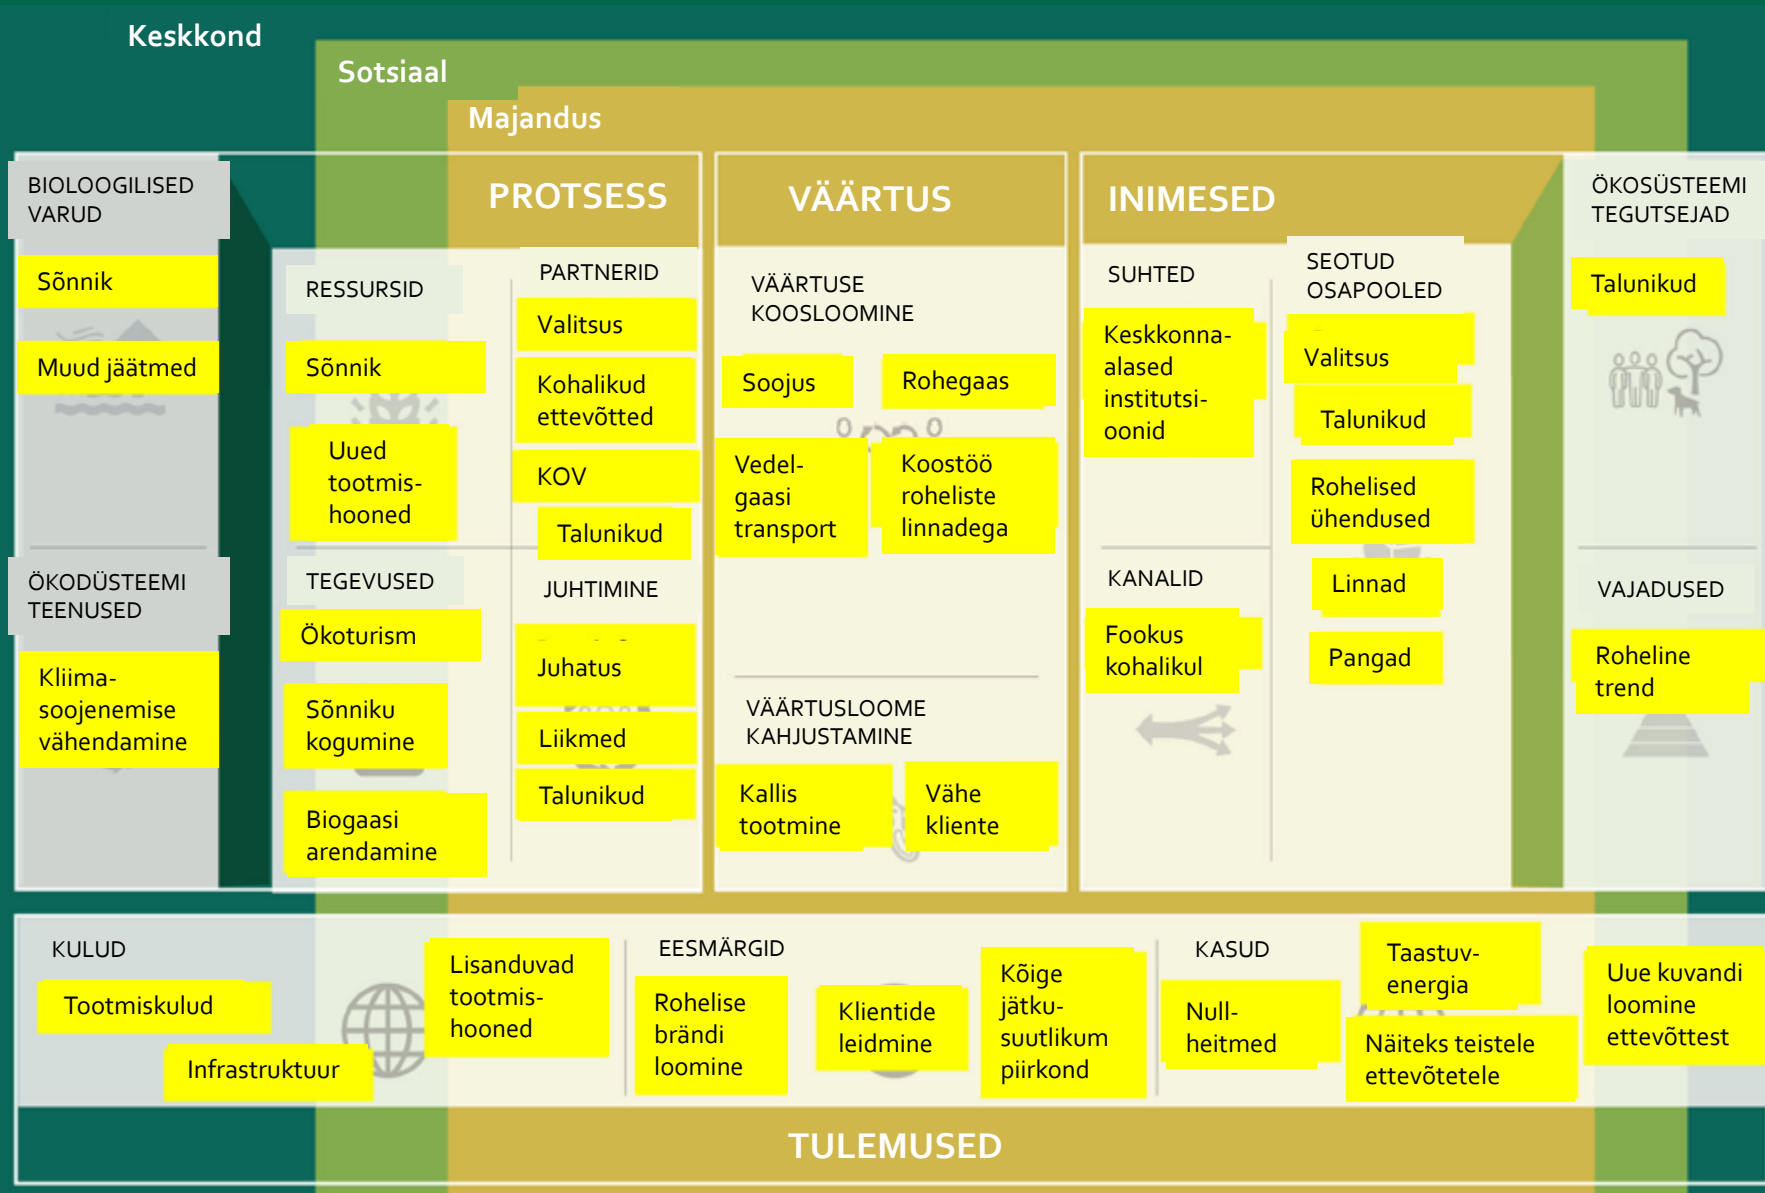 Keskkond
Sotsiaal
Majandus
BIOLOOGILISED
VARUD
Sõnnik
Muud jäätmed
ÖKODÜSTEEMI
TEENUSED
Kliima-
soojenemise
vähendamine
PROTSESS
RESSURSID
Sõnnik
Uued
tootmis-
hooned
TEGEVUSED
Ökoturism
Sõnniku
kogumine
Biogaasi
arendamine
PARTNERID
Valitsus
Kohalikud
ettevõtted
KOV
Talunikud
JUHTIMINE
Juhatus
Liikmed
Talunikud
VÄÄRTUS
VÄÄRTUSE
KOOSLOOMINE
Soojus
Rohegaas
Vedel-
gaasi
transport
Koostöö
roheliste
linnadega
VÄÄRTUSLOOME
KAHJUSTAMINE
Kallis
tootmine
Vähe
kliente
INIMESED
SUHTED
Keskkonna-
alased
institutsi-
oonid
KANALID
Fookus
kohalikul
SEOTUD
OSAPOOLED
Valitsus
Talunikud
Rohelised
ühendused
Linnad
Pangad
ÖKOSÜSTEEMI
TEGUTSEJAD
Talunikud
VAJADUSED
Roheline
trend
KULUD
Tootmiskulud
Infrastruktuur
Lisanduvad
tootmis-
hooned
EESMÄRGID
Rohelise
brändi
loomine
Klientide
leidmine
Kõige
jätku-
suutlikum
piirkond
KASUD
Null-
heitmed
Taastuv-
energia
Näiteks teistele
ettevõtetele
Uue kuvandi
loomine
ettevõttest
TULEMUSED